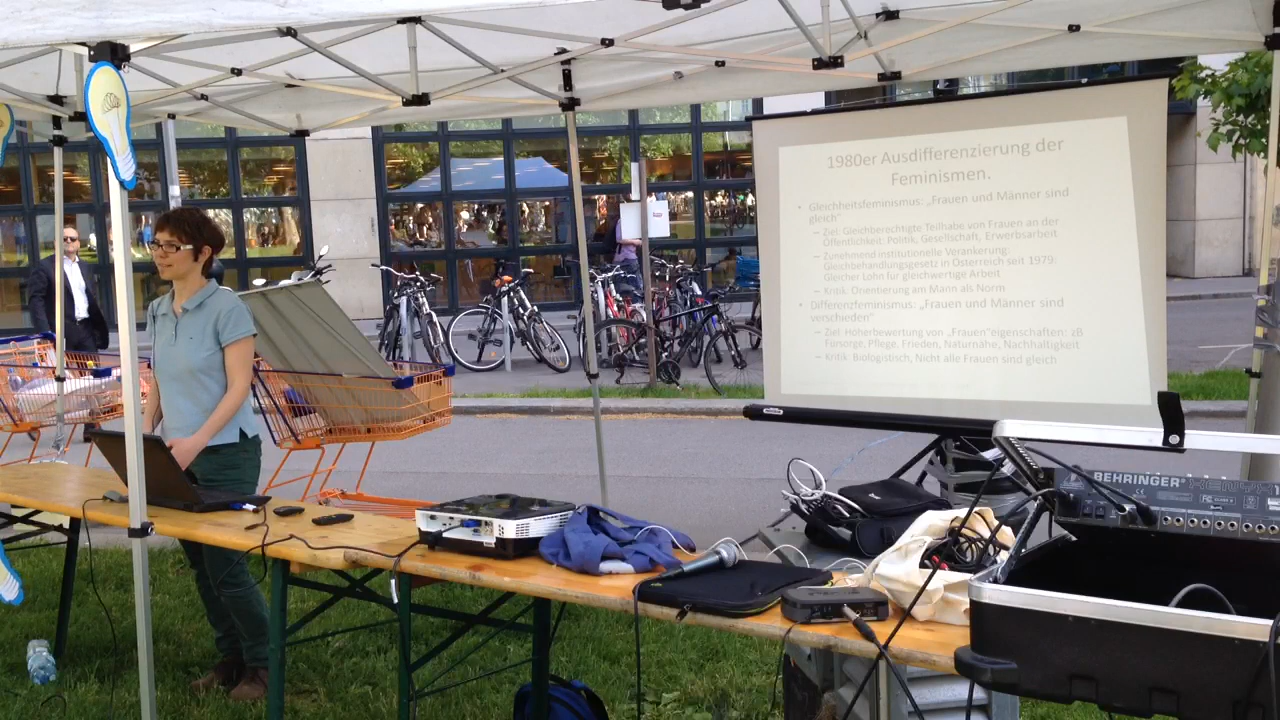 1980er Ausdifferenzierung der
Feminismen.
• Gleichheitsfeminismus: „Frauen und Männer sind
gleich"
– Ziel: Gleichberechtigte Teilhabe von Frauen an der
Öffentlichkeit: Politik, Gesellschaft, Erwerbsarbeit
– Zunehmend institutionelle Verankerung:
Gleichbehandlungsgesetz in Österreich seit 1979:
Gleicher Lohn für gleichwertige Arbeit
– Kritik: Orientierung am Mann als Norm
• Differenzfeminismus: „Frauen und Männer sind
verschieden"
– Ziel: Höherbewertung von „Frauen"eigenschaften: zB
Fürsorge, Pflege, Frieden, Naturnähe, Nachhaltigkeit
– Kritik: Biologistisch, Nicht alle Frauen sind gleich
BEHRINGER